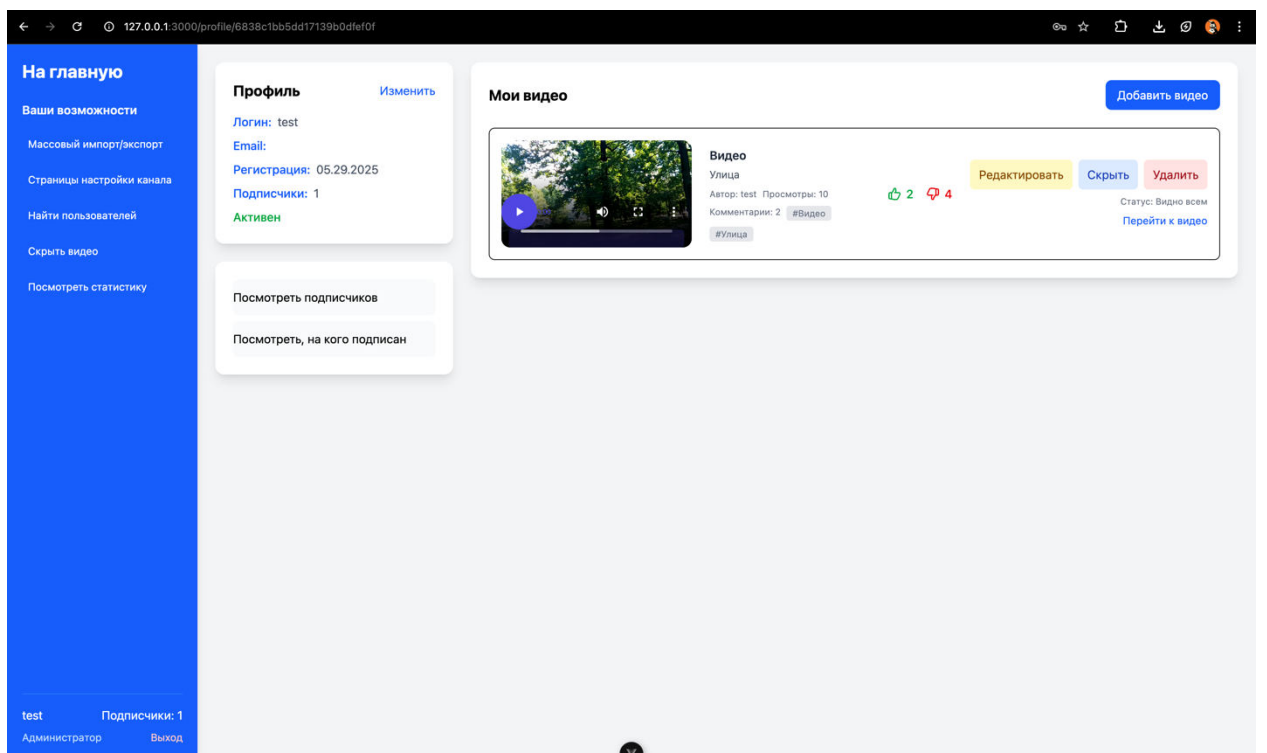 127.0.0.1:3000/profile/6838c1bb5dd17139b0dfef0f
На главную
Ваши возможности
Массовый импорт/экспорт
Страницы настройки канала
Найти пользователей
Скрыть видео
Посмотреть статистику
test Подписчики: 1
Администратор Выход
Профиль Изменить
Логин: test
Email:
Регистрация: 05.29.2025
Подписчики: 1
Активен
Посмотреть подписчиков
Посмотреть, на кого подписан
Мои видео Добавить видео
Видео
Улица
Автор: test Просмотры: 10
Комментарии: 2 #Видео
#Улица
2 4
Редактировать Скрыть Удалить
Статус: Видно всем
Перейти к видео